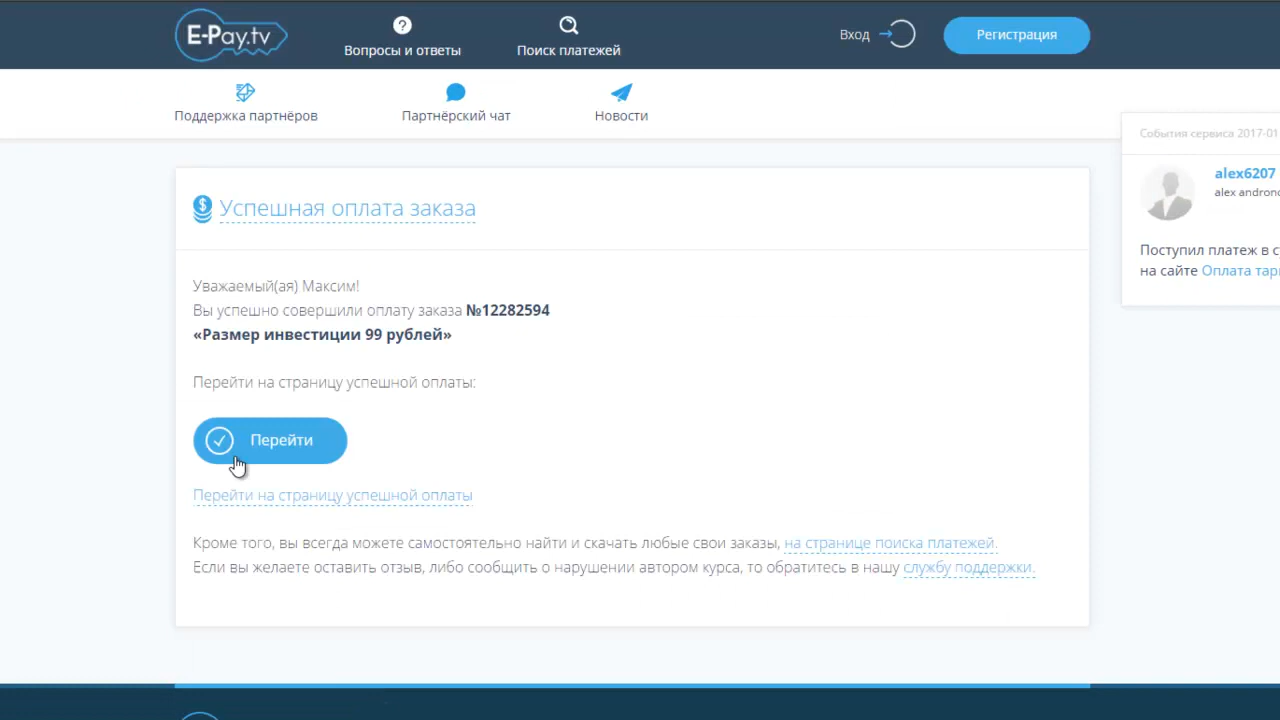 E-Pay.tv
Вопросы и ответы
Поиск платежей
Вход
Регистрация
Поддержка партнёров
Партнёрский чат
Новости
События сервиса 2017-01
alex6207
alex androno
Поступил платеж в
на сайте Оплата
Успешная оплата заказа
Уважаемый(ая) Максим!
Вы успешно совершили оплату заказа №12282594
«Размер инвестиции 99 рублей»
Перейти на страницу успешной оплаты:
Перейти
Перейти на страницу успешной оплаты
Кроме того, вы всегда можете самостоятельно найти и скачать любые свои заказы, на странице поиска платежей.
Если вы желаете оставить отзыв, либо сообщить о нарушении автором курса, то обратитесь в нашу службу поддержки.